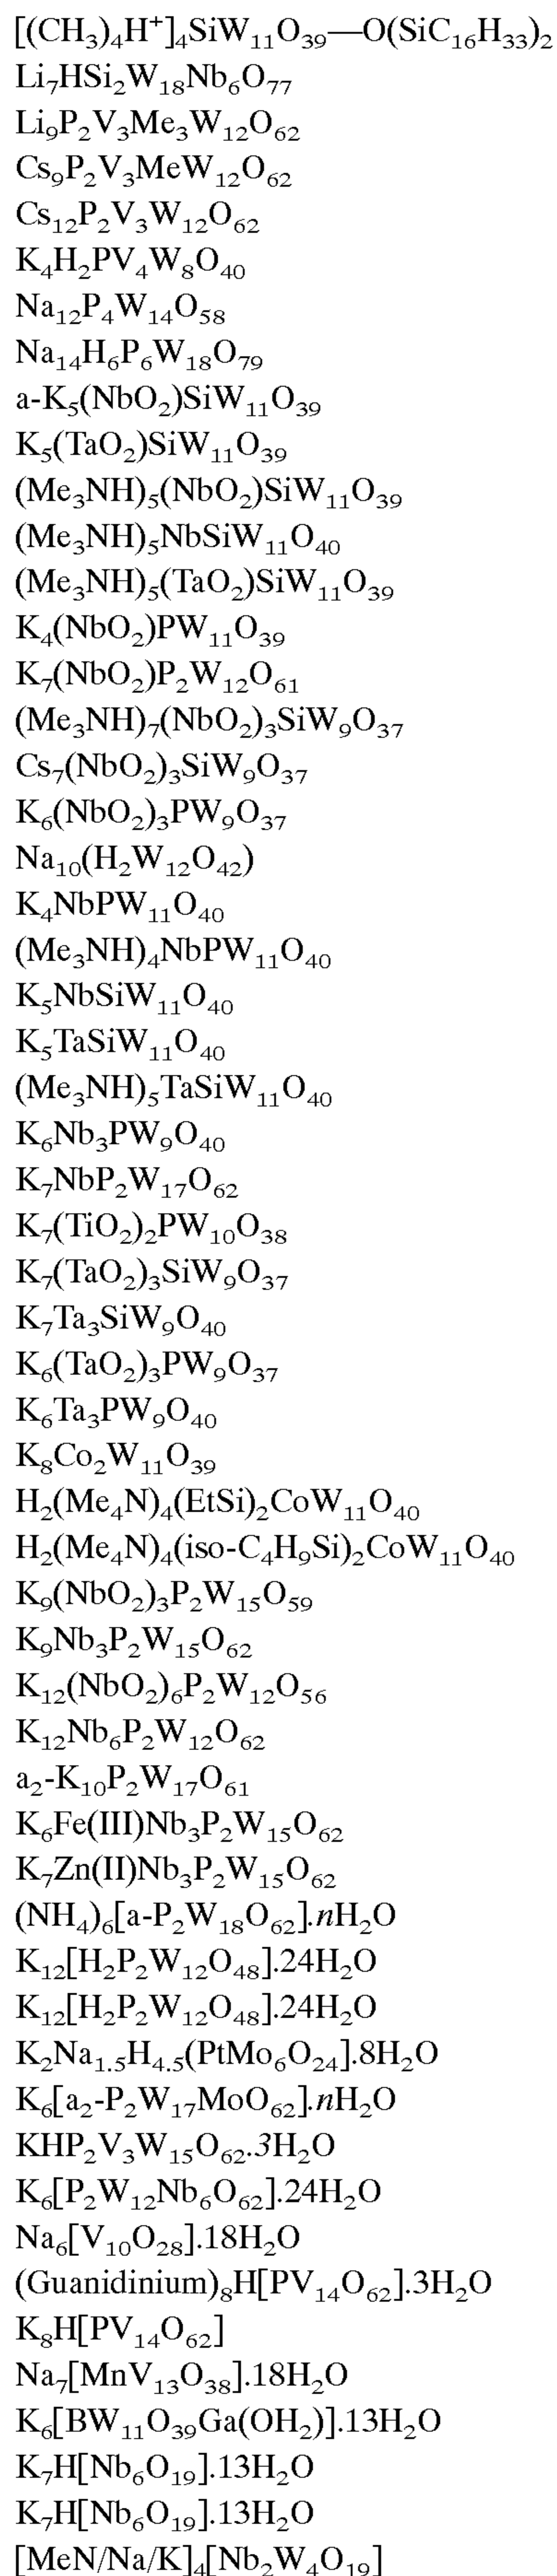 [(CH₃)₄H⁺]₄SiW₁₁O₃₉—O(SiC₁₆H₃₃)₂
Li₇HSi₂W₁₈Nb₆O₇₇
Li₉P₂V₃Me₃W₁₂O₆₂
Cs₉P₂V₃MeW₁₂O₆₂
Cs₁₂P₂V₃W₁₂O₆₂
K₄H₂PV₄W₈O₄₀
Na₁₂P₄W₁₄O₅₈
Na₁₄H₆P₆W₁₈O₇₉
a-K₅(NbO₂)SiW₁₁O₃₉
K₅(TaO₂)SiW₁₁O₃₉
(Me₃NH)₅(NbO₂)SiW₁₁O₃₉
(Me₃NH)₅NbSiW₁₁O₄₀
(Me₃NH)₅(TaO₂)SiW₁₁O₃₉
K₄(NbO₂)PW₁₁O₃₉
K₇(NbO₂)P₂W₁₂O₆₁
(Me₃NH)₇(NbO₂)₃SiW₉O₃₇
Cs₇(NbO₂)₃SiW₉O₃₇
K₆(NbO₂)₃PW₉O₃₇
Na₁₀(H₂W₁₂O₄₂)
K₄NbPW₁₁O₄₀
(Me₃NH)₄NbPW₁₁O₄₀
K₅NbSiW₁₁O₄₀
K₅TaSiW₁₁O₄₀
(Me₃NH)₅TaSiW₁₁O₄₀
K₆Nb₃PW₉O₄₀
K₇NbP₂W₁₇O₆₂
K₇(TiO₂)₂PW₁₀O₃₈
K₇(TaO₂)₃SiW₉O₃₇
K₇Ta₃SiW₉O₄₀
K₆(TaO₂)₃PW₉O₃₇
K₆Ta₃PW₉O₄₀
K₈Co₂W₁₁O₃₉
H₂(Me₄N)₄(EtSi)₂CoW₁₁O₄₀
H₂(Me₄N)₄(iso-C₄H₉Si)₂CoW₁₁O₄₀
K₉(NbO₂)₃P₂W₁₅O₅₉
K₉Nb₃P₂W₁₅O₆₂
K₁₂(NbO₂)₆P₂W₁₂O₅₆
K₁₂Nb₆P₂W₁₂O₆₂
a₂-K₁₀P₂W₁₇O₆₁
K₆Fe(III)Nb₃P₂W₁₅O₆₂
K₇Zn(II)Nb₃P₂W₁₅O₆₂
(NH₄)₆[a-P₂W₁₈O₆₂].nH₂O
K₁₂[H₂P₂W₁₂O₄₈].24H₂O
K₁₂[H₂P₂W₁₂O₄₈].24H₂O
K₂Na₁.₅H₄.₅(PtMo₆O₂₄].8H₂O
K₆[a₂-P₂W₁₇MoO₆₂].nH₂O
KHP₂V₃W₁₅O₆₂.3H₂O
K₆[P₂W₁₂Nb₆O₆₂].24H₂O
Na₆[V₁₀O₂₈].18H₂O
(Guanidinium)₈H[PV₁₄O₆₂].3H₂O
K₈H[PV₁₄O₆₂]
Na₇[MnV₁₃O₃₈].18H₂O
K₆[BW₁₁O₃₉Ga(OH₂)].13H₂O
K₇H[Nb₆O₁₉].13H₂O
K₇H[Nb₆O₁₉].13H₂O
[MeN/Na/K]₄[Nb₂W₄O₁₉]